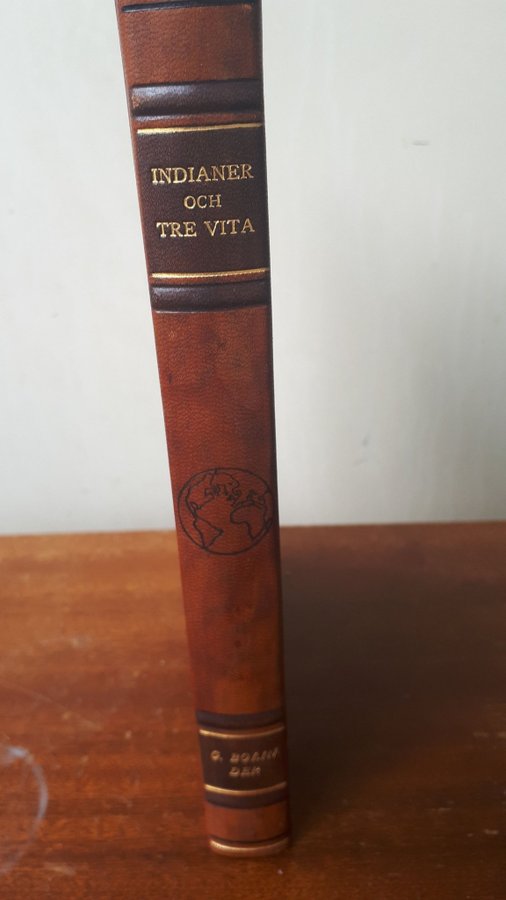 INDIANER
OCH
TRE VITA
G. BOLIN
DER